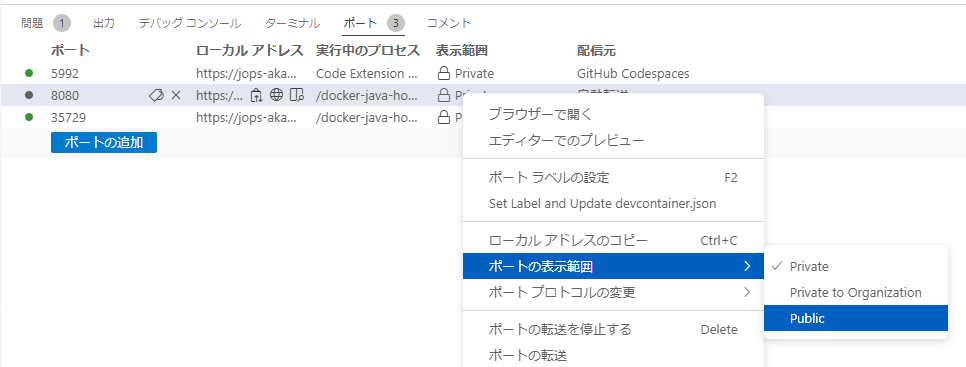 問題 1 出力 デバッグ コンソール ターミナル ポート 3 コメント
ポート ローカル アドレス 実行中のプロセス 表示範囲 配信元
5992 https://jops-aka... Code Extension ... Private GitHub Codespaces
8080 https:/... /docker-java-ho...
35729 https://jops-aka... /docker-java-ho...
ポートの追加
ブラウザーで開く
エディターでのプレビュー
ポート ラベルの設定 F2
Set Label and Update devcontainer.json
ローカル アドレスのコピー Ctrl+C
ポートの表示範囲
ポート プロトコルの変更
ポートの転送を停止する Delete
ポートの転送
Private
Private to Organization
Public